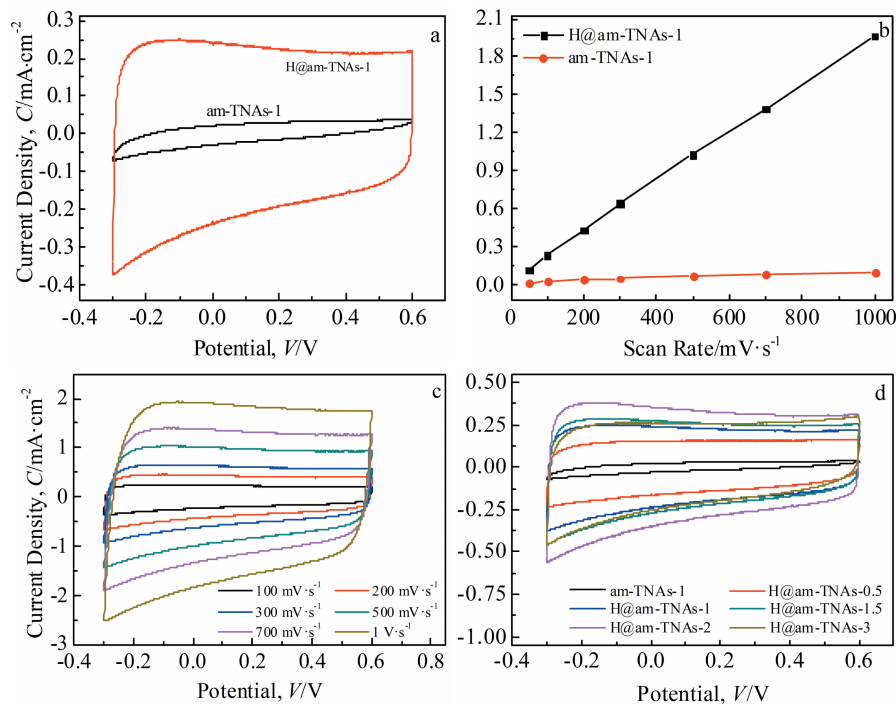 a
H@am-TNAs-1
am-TNAs-1
Current Density, C/mA·cm-2
0.3
0.2
0.1
0.0
-0.1
-0.2
-0.3
-0.4
-0.4
-0.2
0.0
0.2
0.4
0.6
Potential, V/V
b
H@am-TNAs-1
am-TNAs-1
2.1
1.8
1.5
1.2
0.9
0.6
0.3
0.0
0
200
400
600
800
1000
Scan Rate/mV·s-1
c
Current Density, C/mA·cm-2
2
1
0
-1
-2
-3
100 mV·s-1
200 mV·s-1
300 mV·s-1
500 mV·s-1
700 mV·s-1
1 V·s-1
-0.4
-0.2
0.0
0.2
0.4
0.6
0.8
Potential, V/V
d
0.50
0.25
0.00
-0.25
-0.50
-0.75
-1.00
am-TNAs-1
H@am-TNAs-0.5
H@am-TNAs-1
H@am-TNAs-1.5
H@am-TNAs-2
H@am-TNAs-3
-0.4
-0.2
0.0
0.2
0.4
0.6
Potential, V/V